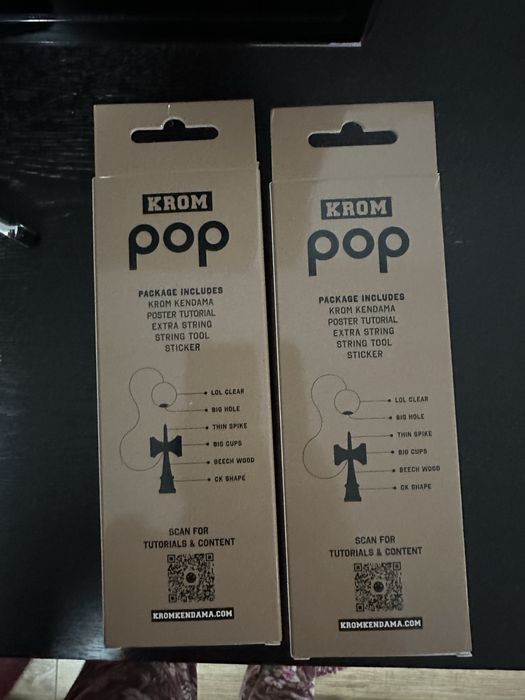 KROM
pop
PACKAGE INCLUDES
KROM KENDAMA
POSTER TUTORIAL
EXTRA STRING
STRING TOOL
STICKER
LOL CLEAR
BIG HOLE
THIN SPIKE
BIG CUPS
BEECH WOOD
CK SHAPE
SCAN FOR
TUTORIALS & CONTENT
KROMKENDAMA.COM
KROM
pop
PACKAGE INCLUDES
KROM KENDAMA
POSTER TUTORIAL
EXTRA STRING
STRING TOOL
STICKER
LOL CLEAR
BIG HOLE
THIN SPIKE
BIG CUPS
BEECH WOOD
CK SHAPE
SCAN FOR
TUTORIALS & CONTENT
KROMKENDAMA.COM